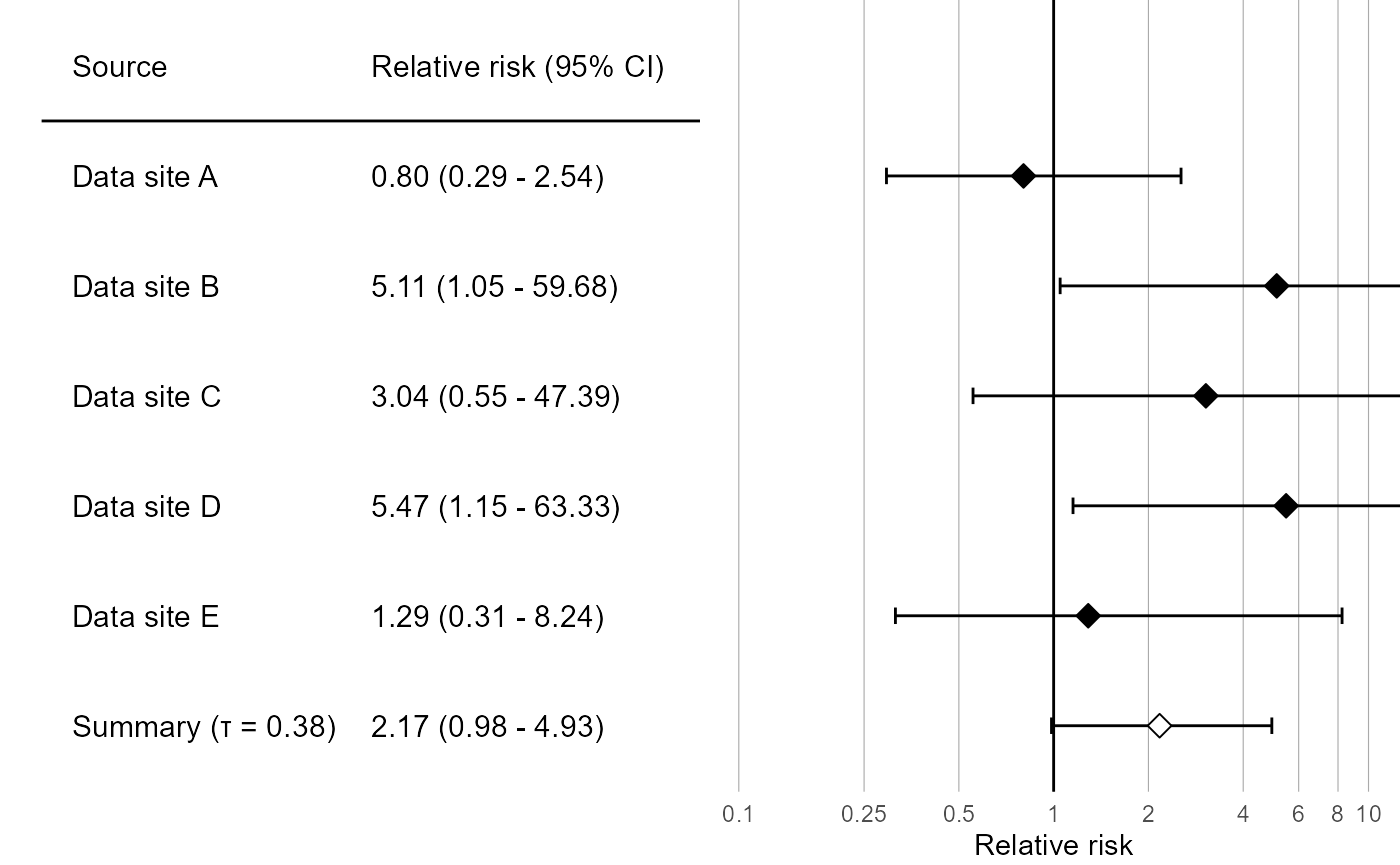 Source Relative risk (95% CI)
Data site A 0.80 (0.29 - 2.54)
Data site B 5.11 (1.05 - 59.68)
Data site C 3.04 (0.55 - 47.39)
Data site D 5.47 (1.15 - 63.33)
Data site E 1.29 (0.31 - 8.24)
Summary (τ = 0.38) 2.17 (0.98 - 4.93)
0.1 0.25 0.5 1 2 4 6 8 10
Relative risk